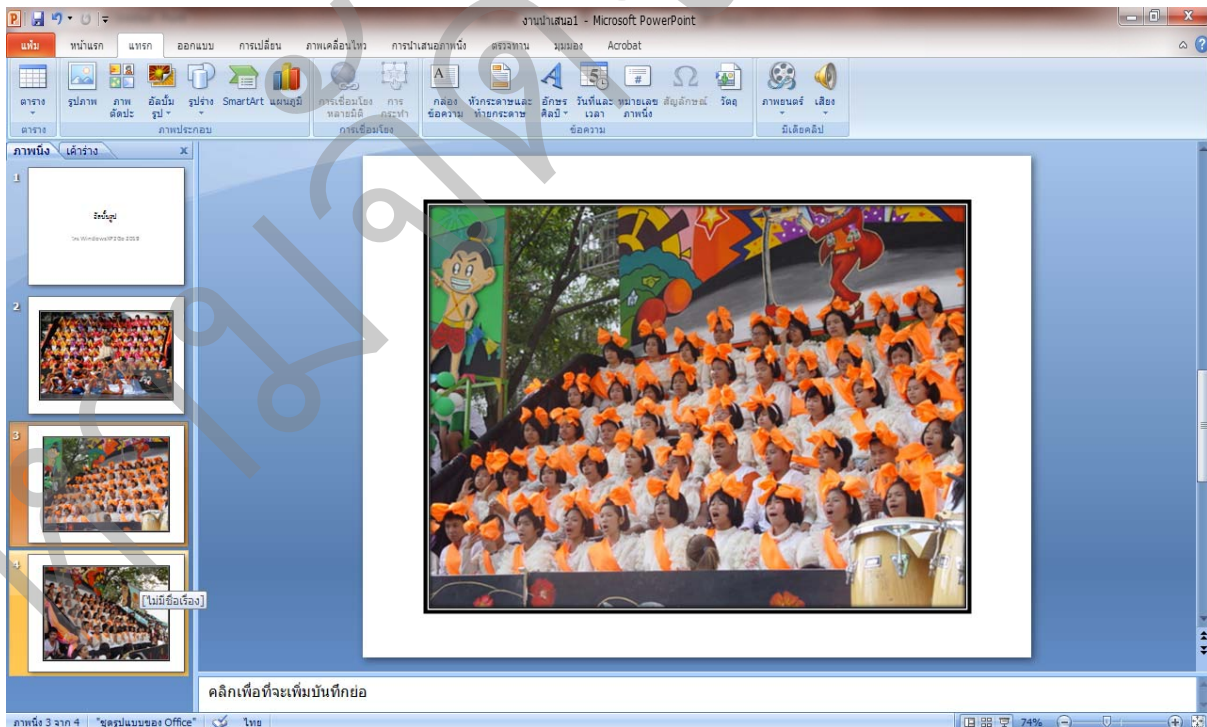 งานนำเสนอ1 - Microsoft PowerPoint
แฟ้ม หน้าแรก แทรก ออกแบบ การเปลี่ยน ภาพเคลื่อนไหว การนำเสนอภาพนิ่ง ตรวจทาน มุมมอง Acrobat
ตาราง รูปภาพ ภาพตัดปะ อัลบั้มรูป รูปร่าง SmartArt แผนภูมิ การเชื่อมโยงหลายมิติ การกระทำ กล่องข้อความ หัวกระดาษและท้ายกระดาษ อักษรศิลป์ วันที่และเวลา หมายเลขภาพนิ่ง สัญลักษณ์ วัตถุ ภาพยนตร์ เสียง
ตาราง ภาพประกอบ การเชื่อมโยง ข้อความ มีเดียคลิป
ภาพนิ่ง เค้าร่าง x
1
อัลบั้มรูป
2
3
4
[ไม่มีชื่อเรื่อง]
คลิกเพื่อที่จะเพิ่มบันทึกย่อ
ภาพนิ่ง 3 จาก 4 "ชุดรูปแบบของ Office" ไทย 74%